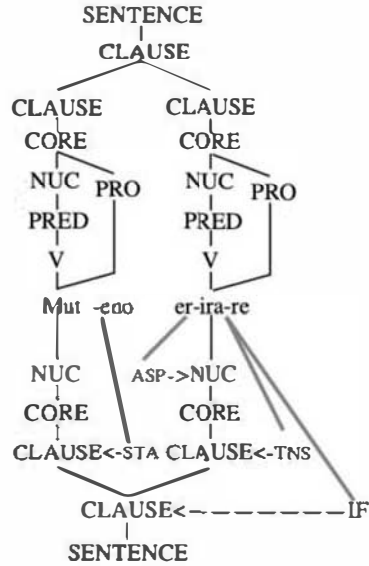 SENTENCE
CLAUSE
CLAUSE CLAUSE
CORE CORE
NUC PRO NUC PRO
PRED PRED
V V
Mut -eno er-ira-re
NUC ASP->NUC
CORE CORE
CLAUSE<-STA CLAUSE<-TNS
CLAUSE<- - - - - - - - -IF
SENTENCE